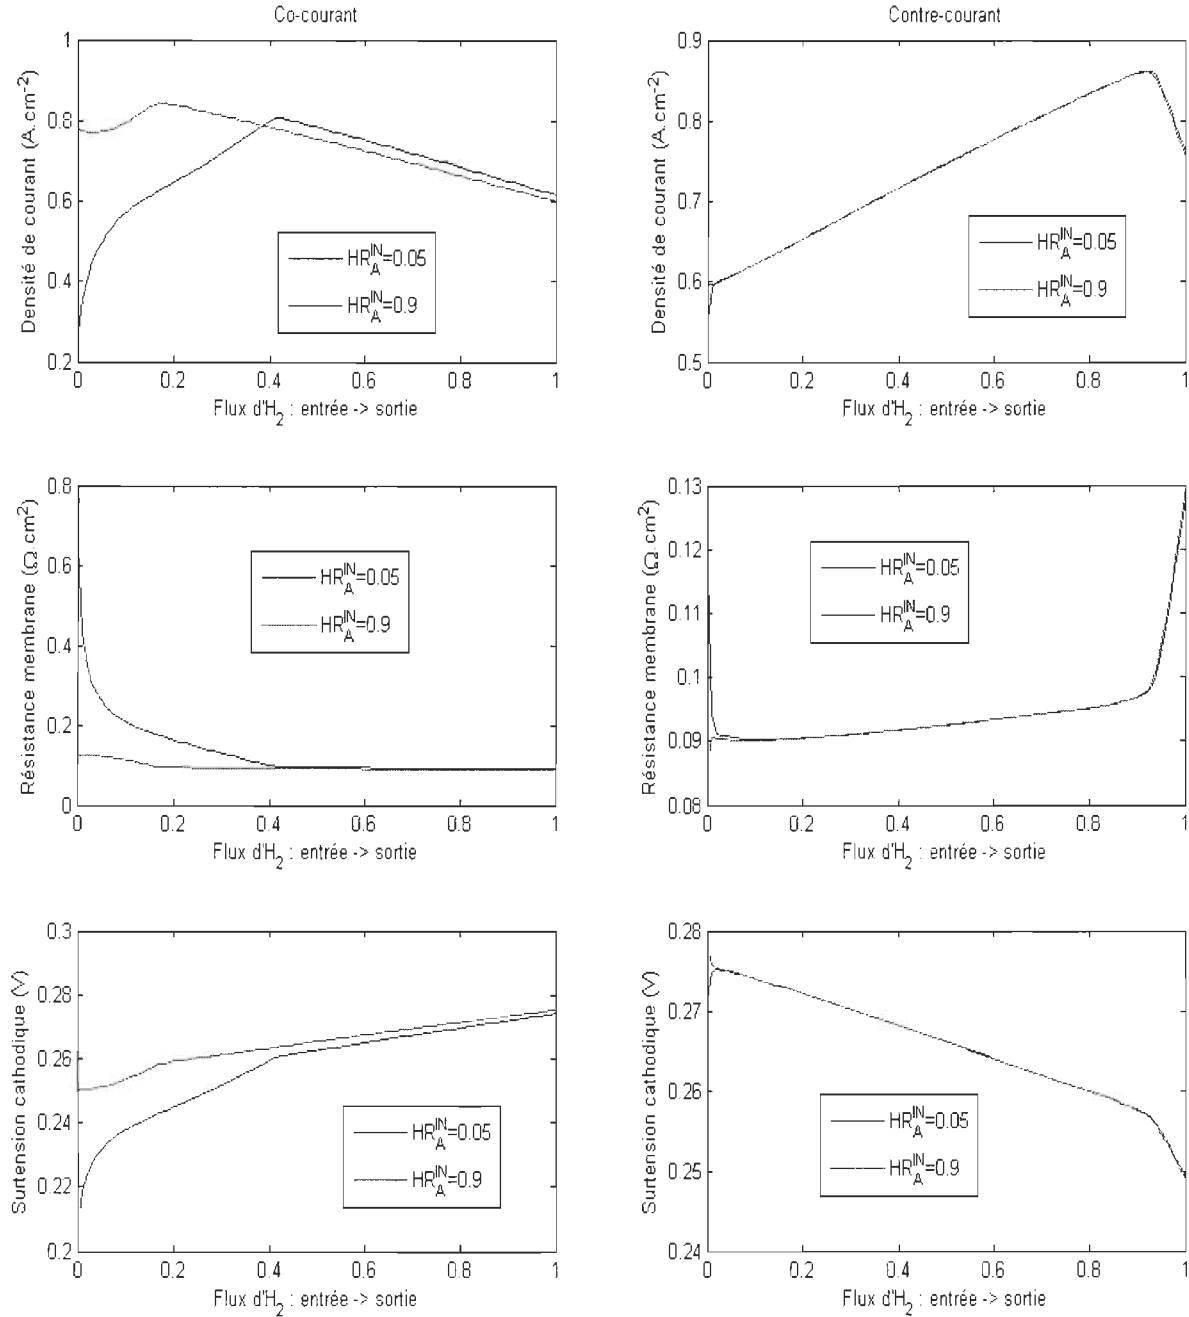 Co-courant
Densité de courant (A.cm-2)
1
0.8
0.6
0.4
0.2
0 0.2 0.4 0.6 0.8 1
Flux d'H2 : entrée -> sortie
HRAIN=0.05
HRAIN=0.9
Contre-courant
Densité de courant (A.cm-2)
0.9
0.8
0.7
0.6
0.5
0 0.2 0.4 0.6 0.8 1
Flux d'H2 : entrée -> sortie
HRAIN=0.05
HRAIN=0.9
Résistance membrane (Ω.cm2)
0.8
0.6
0.4
0.2
0
0 0.2 0.4 0.6 0.8 1
Flux d'H2 : entrée -> sortie
HRAIN=0.05
HRAIN=0.9
Résistance membrane (Ω.cm2)
0.13
0.12
0.11
0.1
0.09
0.08
0 0.2 0.4 0.6 0.8 1
Flux d'H2 : entrée -> sortie
HRAIN=0.05
HRAIN=0.9
Surtension cathodique (V)
0.3
0.28
0.26
0.24
0.22
0.2
0 0.2 0.4 0.6 0.8 1
Flux d'H2 : entrée -> sortie
HRAIN=0.05
HRAIN=0.9
Surtension cathodique (V)
0.28
0.27
0.26
0.25
0.24
0 0.2 0.4 0.6 0.8 1
Flux d'H2 : entrée -> sortie
HRAIN=0.05
HRAIN=0.9